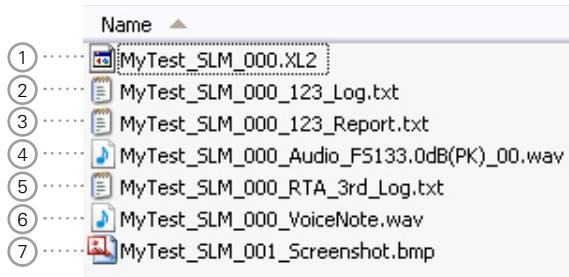 Name
1 MyTest_SLM_000.XL2
2 MyTest_SLM_000_123_Log.txt
3 MyTest_SLM_000_123_Report.txt
4 MyTest_SLM_000_Audio_FS133.0dB(PK)_00.wav
5 MyTest_SLM_000_RTA_3rd_Log.txt
6 MyTest_SLM_000_VoiceNote.wav
7 MyTest_SLM_001_Screenshot.bmp